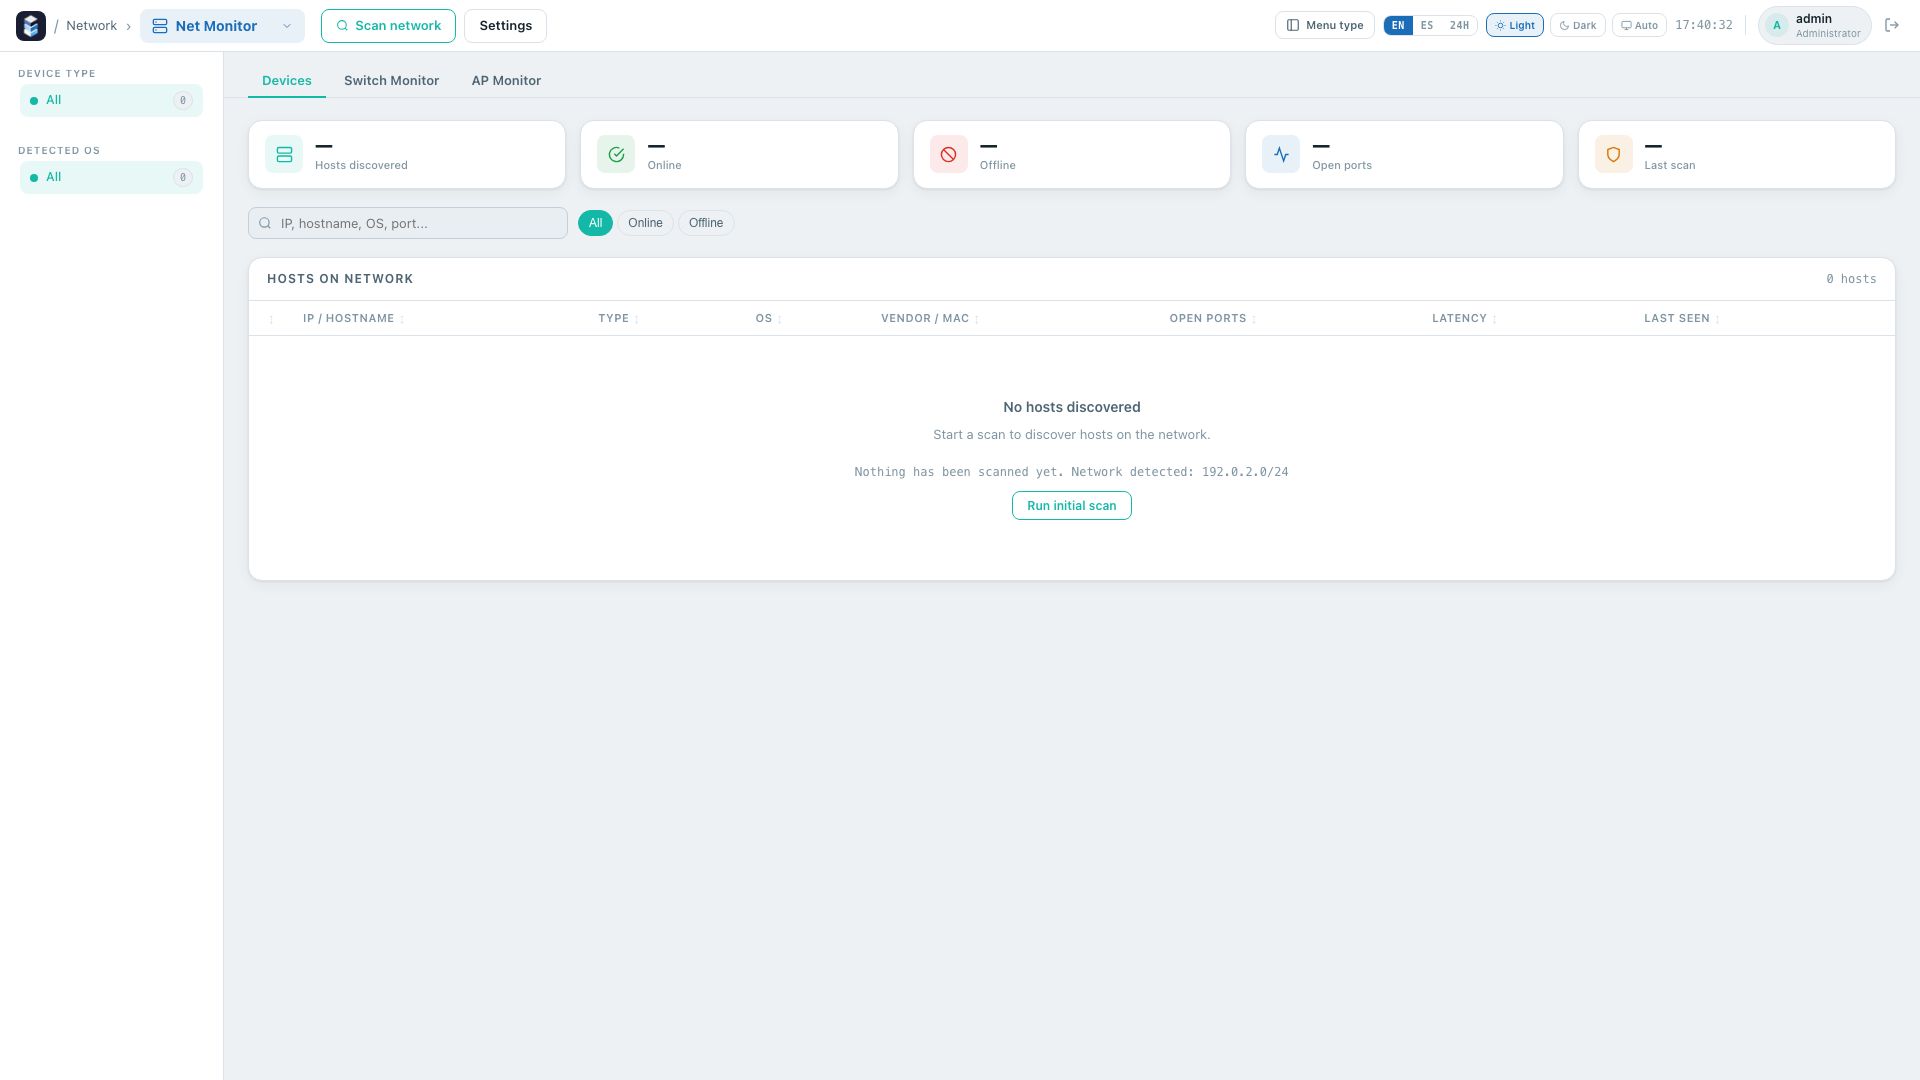 / Network › Net Monitor Scan network Settings Menu type EN ES 24H Light Dark Auto 17:40:32 A admin
Administrator
DEVICE TYPE
All 0
DETECTED OS
All 0
Devices Switch Monitor AP Monitor
— Hosts discovered
— Online
— Offline
— Open ports
— Last scan
IP, hostname, OS, port... All Online Offline
HOSTS ON NETWORK 0 hosts
IP / HOSTNAME TYPE OS VENDOR / MAC OPEN PORTS LATENCY LAST SEEN
No hosts discovered
Start a scan to discover hosts on the network.
Nothing has been scanned yet. Network detected: 192.0.2.0/24
Run initial scan